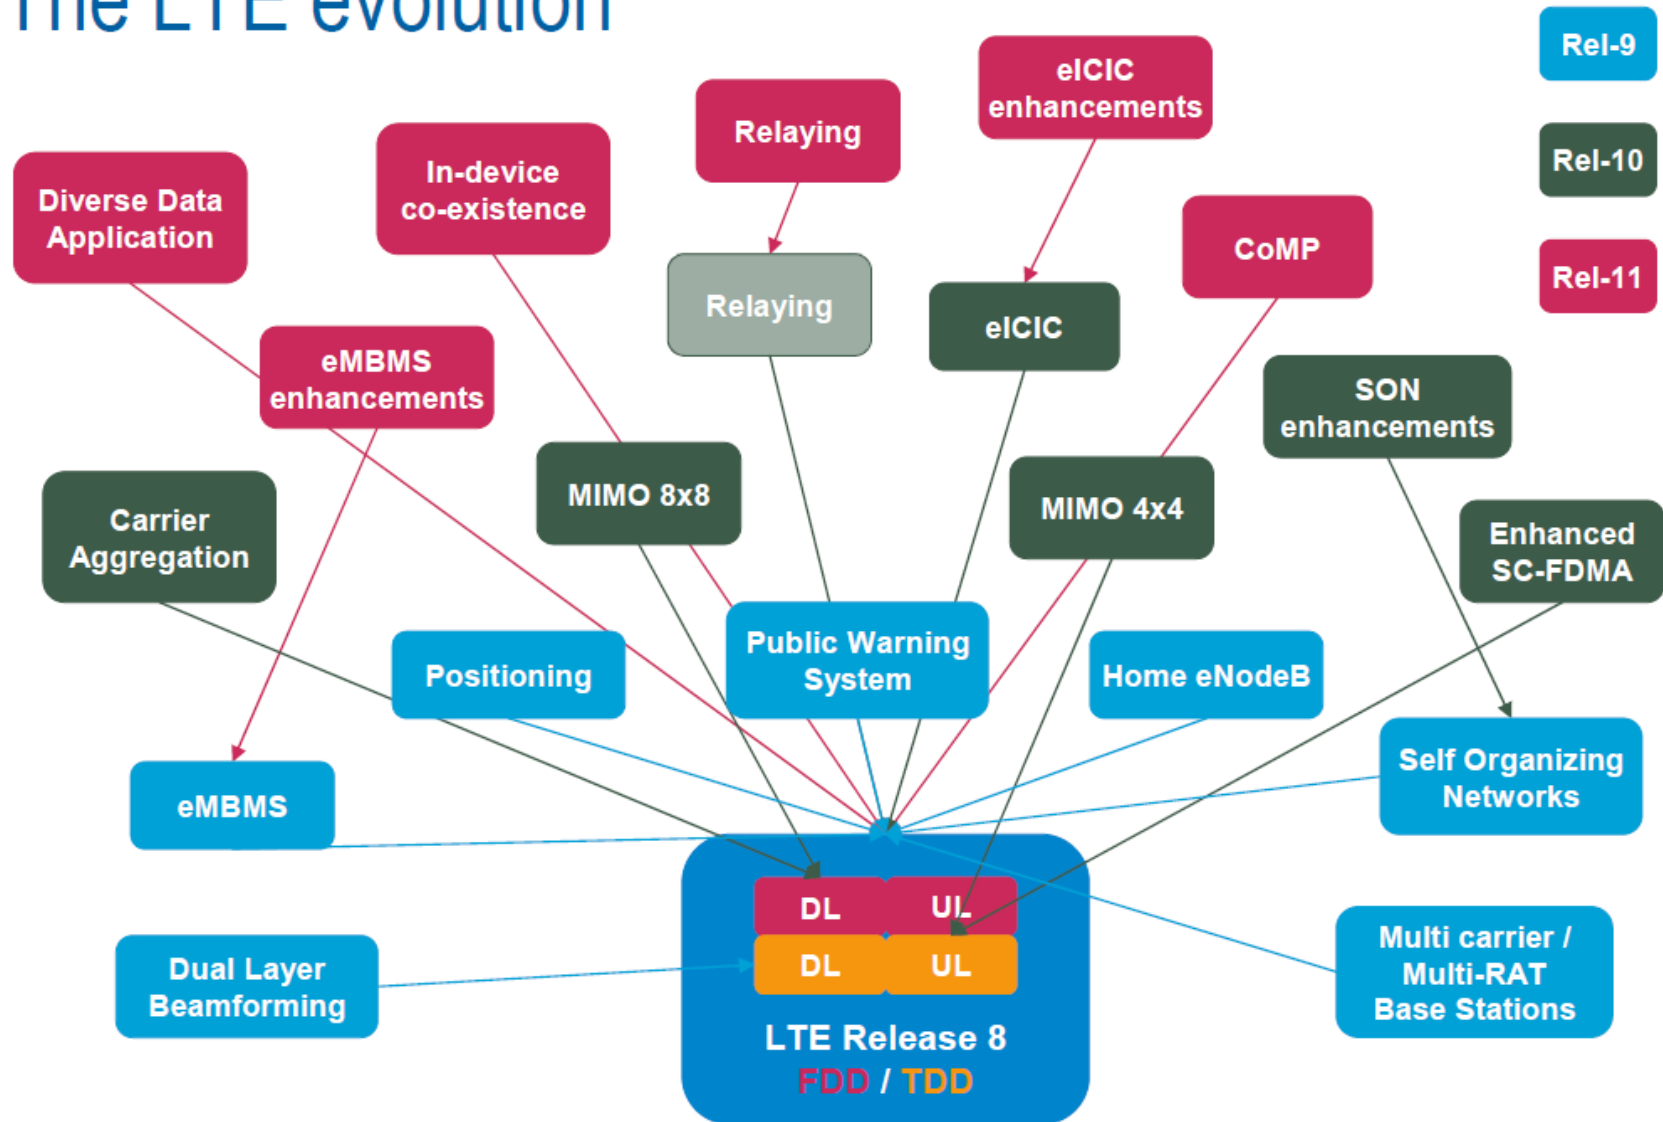 The LTE evolution
Rel-9
Rel-10
Rel-11
eICIC
enhancements
Relaying
In-device
co-existence
Diverse Data
Application
CoMP
Relaying
eICIC
eMBMS
enhancements
SON
enhancements
MIMO 8x8
MIMO 4x4
Carrier
Aggregation
Enhanced
SC-FDMA
Positioning
Public Warning
System
Home eNodeB
Self Organizing
Networks
eMBMS
DL
UL
DL
UL
Dual Layer
Beamforming
Multi carrier /
Multi-RAT
Base Stations
LTE Release 8
FDD / TDD